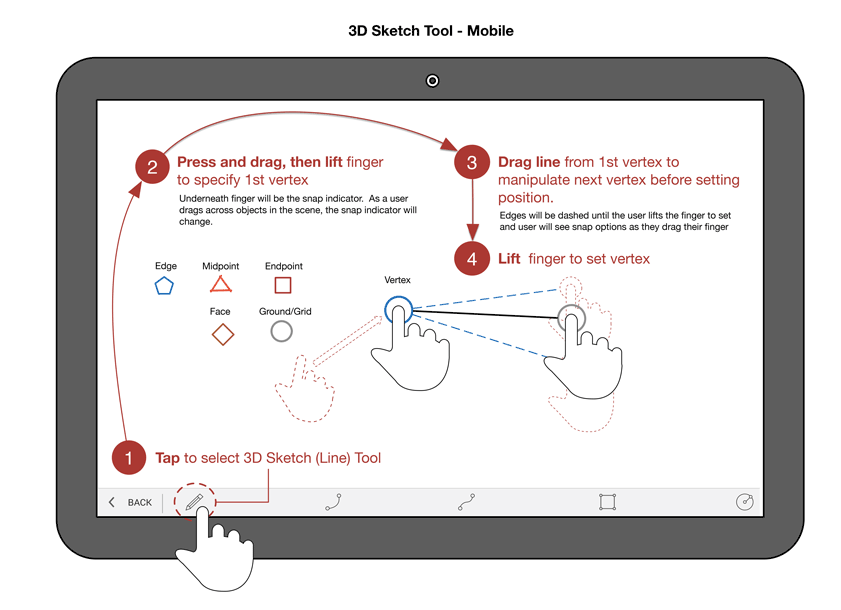 3D Sketch Tool - Mobile
2
Press and drag, then lift finger
to specify 1st vertex
Underneath finger will be the snap indicator.  As a user
drags across objects in the scene, the snap indicator will
change.
3
Drag line from 1st vertex to
manipulate next vertex before setting
position.
Edges will be dashed until the user lifts the finger to set
and user will see snap options as they drag their finger
4
Lift  finger to set vertex
Edge
Midpoint
Endpoint
Face
Ground/Grid
Vertex
1
Tap to select 3D Sketch (Line) Tool
BACK